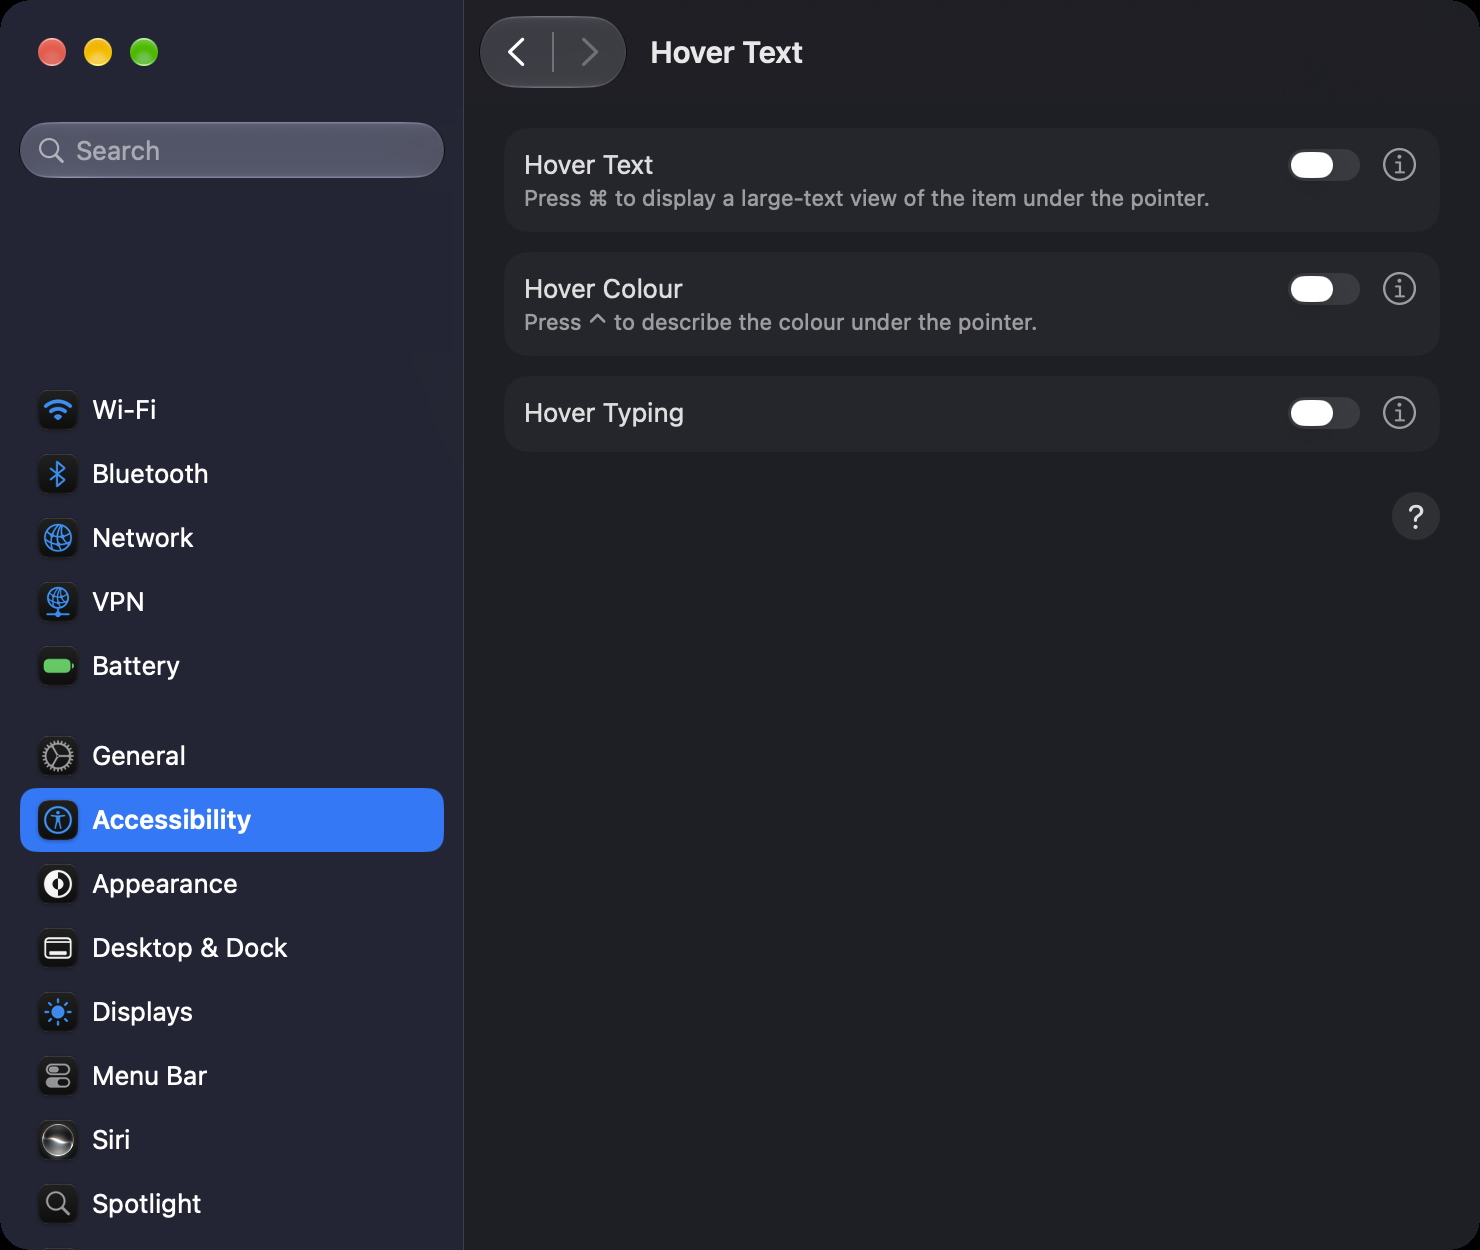 Search
Wi-Fi
Bluetooth
Network
VPN
Battery
General
Accessibility
Appearance
Desktop & Dock
Displays
Menu Bar
Siri
Spotlight
Hover Text
Hover Text
Press ⌘ to display a large-text view of the item under the pointer.
Hover Colour
Press ^ to describe the colour under the pointer.
Hover Typing
?